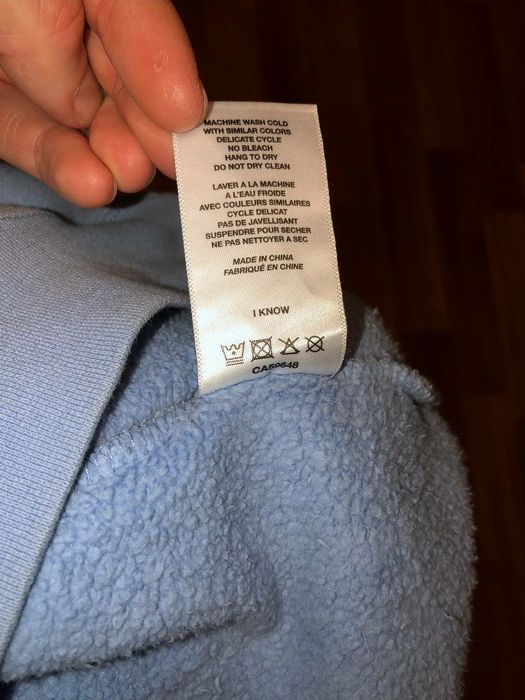 MACHINE WASH COLD
WITH SIMILAR COLORS
DELICATE CYCLE
NO BLEACH
HANG TO DRY
DO NOT DRY CLEAN
LAVER A LA MACHINE
A L'EAU FROIDE
AVEC COULEURS SIMILAIRES
CYCLE DELICAT
PAS DE JAVELLISANT
SUSPENDRE POUR SECHER
NE PAS NETTOYER A SEC
MADE IN CHINA
FABRIQUÉ EN CHINE
I KNOW
CA59648